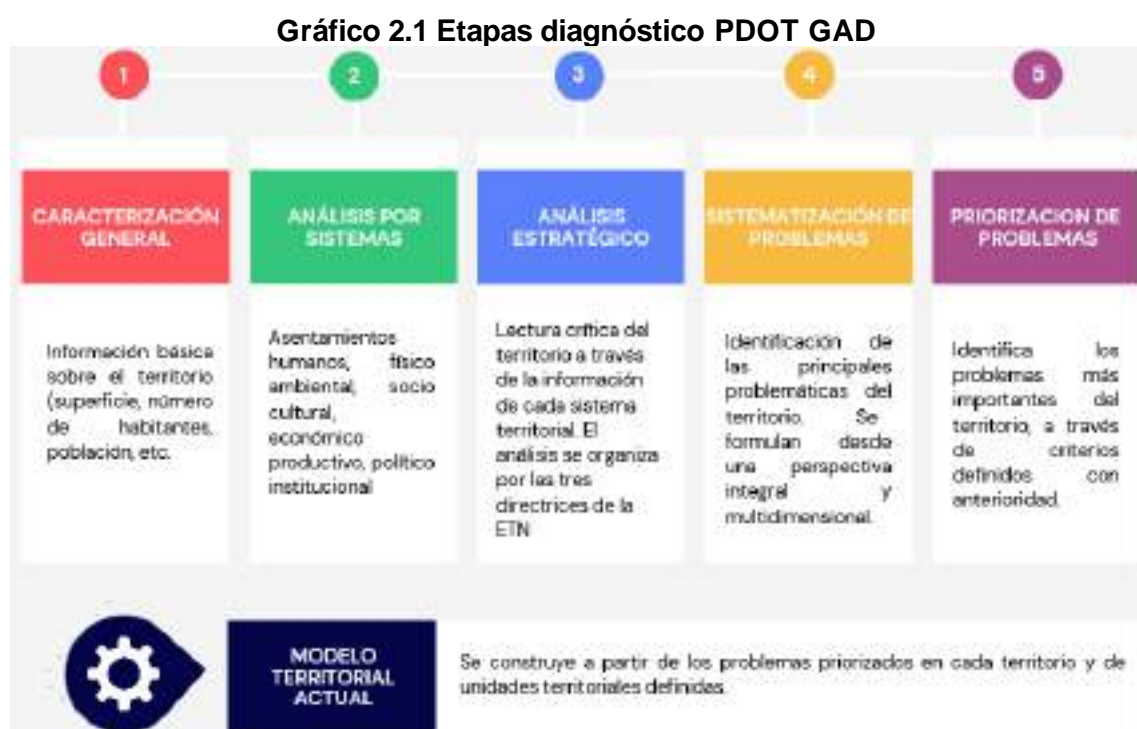 Gráfico 2.1 Etapas diagnóstico PDOT GAD
1
2
3
4
5
CARACTERIZACIÓN
GENERAL
Información básica
sobre el territorio
(superficie, número
de habitantes,
población, etc.
ANÁLISIS POR
SISTEMAS
Asentamientos
humanos, físico
ambiental, socio
cultural,
económico
productivo, político
institucional
ANÁLISIS
ESTRATÉGICO
Lectura crítica del
territorio a través
de la información
de cada sistema
territorial. El
análisis se organiza
por las tres
directrices de la
ETN
SISTEMATIZACIÓN DE
PROBLEMAS
Identificación de
las principales
problemáticas del
territorio. Se
formulan desde
una perspectiva
integral y
multidimensional.
PRIORIZACION DE
PROBLEMAS
Identifica los
problemas más
importantes del
territorio, a través
de criterios
definidos con
anterioridad.
MODELO
TERRITORIAL
ACTUAL
Se construye a partir de los problemas priorizados en cada territorio y de
unidades territoriales definidas.